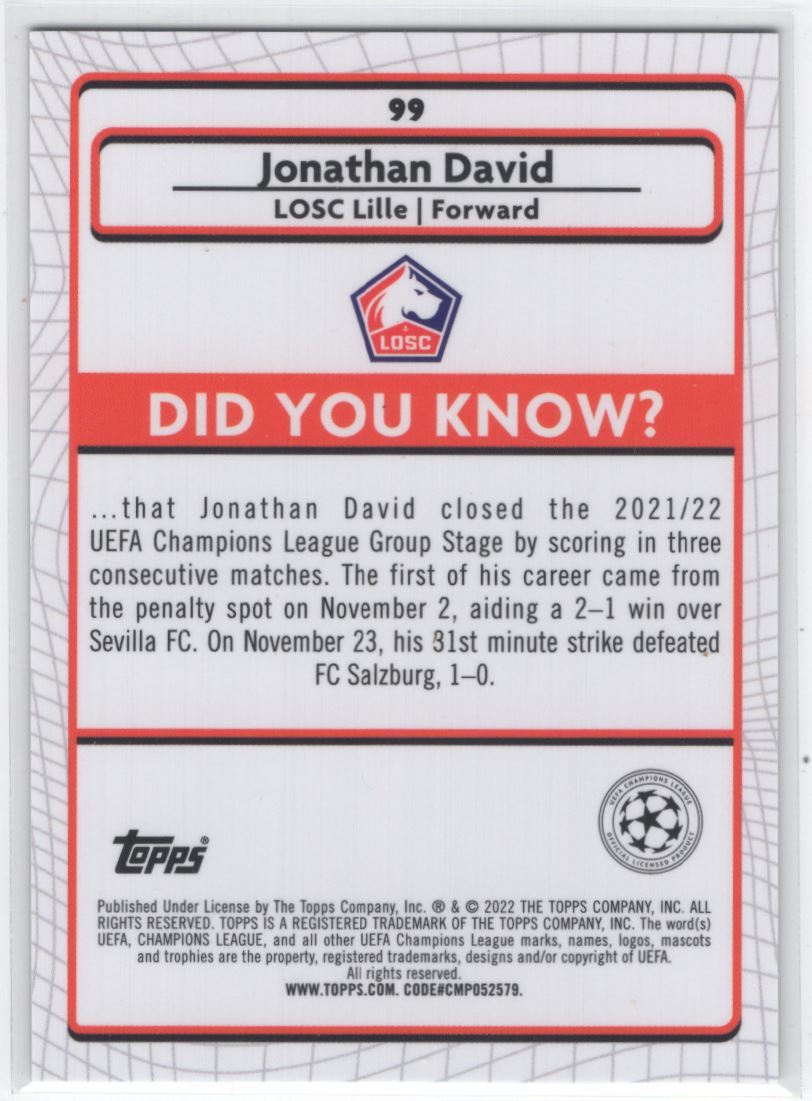 99
Jonathan David
LOSC Lille | Forward
LOSC
DID YOU KNOW?
...that Jonathan David closed the 2021/22
UEFA Champions League Group Stage by scoring in three
consecutive matches. The first of his career came from
the penalty spot on November 2, aiding a 2–1 win over
Sevilla FC. On November 23, his 31st minute strike defeated
FC Salzburg, 1–0.
UEFA CHAMPIONS LEAGUE
OFFICIAL LICENSED PRODUCT
Topps®
Published Under License by The Topps Company, Inc. ® & © 2022 THE TOPPS COMPANY, INC. ALL
RIGHTS RESERVED. TOPPS IS A REGISTERED TRADEMARK OF THE TOPPS COMPANY, INC. The word(s)
UEFA, CHAMPIONS LEAGUE, and all other UEFA Champions League marks, names, logos, mascots
and trophies are the property, registered trademarks, designs and/or copyright of UEFA.
All rights reserved.
WWW.TOPPS.COM. CODE#CMP052579.